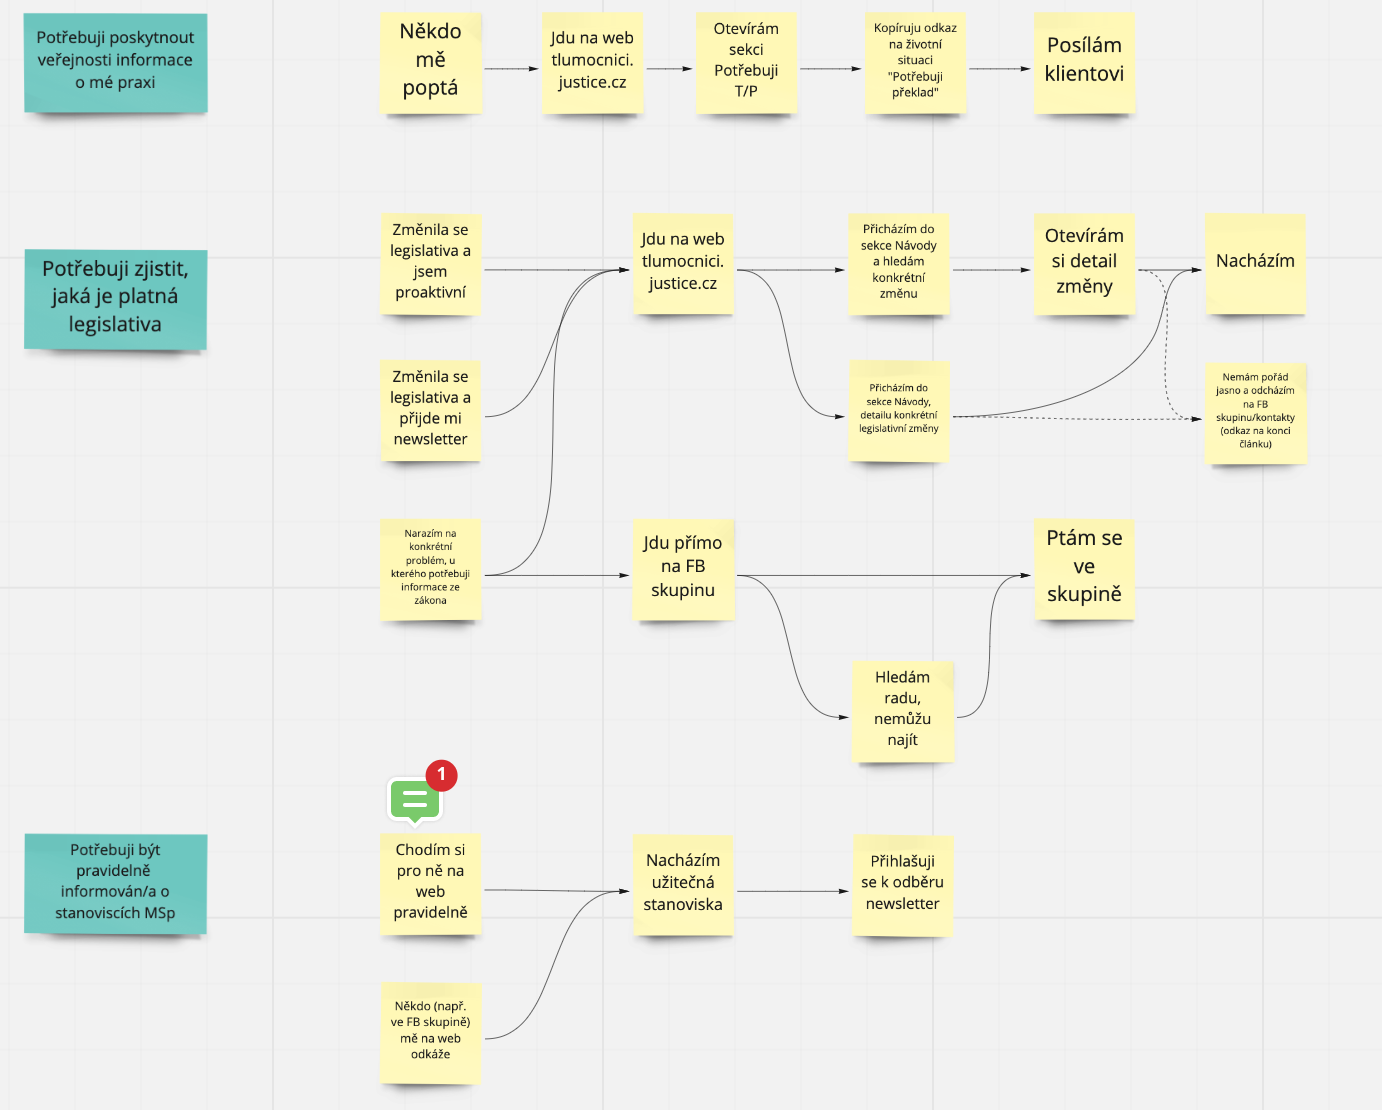 Potřebuji poskytnout
veřejnosti informace
o mé praxi
Někdo
mě
poptá
Jdu na web
tlumocnici.
justice.cz
Otevírám
sekci
Potřebuji
T/P
Kopíruju odkaz
na životní
situaci
"Potřebuji
překlad"
Posílám
klientovi
Potřebuji zjistit,
jaká je platná
legislativa
Změnila se
legislativa a
jsem
proaktivní
Jdu na web
tlumocnici.
justice.cz
Přicházím do
sekce Návody
a hledám
konkrétní
změnu
Otevírám
si detail
změny
Nacházím
Změnila se
legislativa a
přijde mi
newsletter
Přicházím do
sekce Návody,
detailu konkrétní
legislativní změny
Nemám pořád
jasno a odcházím
na FB
skupinu/kontakty
(odkaz na konci
článku)
Narazím na
konkrétní
problém, u
kterého potřebuji
informace ze
zákona
Jdu přímo
na FB
skupinu
Ptám se
ve
skupině
Hledám
radu,
nemůžu
najít
1
Potřebuji být
pravidelně
informován/a o
stanoviscích MSp
Chodím si
pro ně na
web
pravidelně
Nacházím
užitečná
stanoviska
Přihlašuji
se k odběru
newsletter
Někdo (např.
ve FB skupině)
mě na web
odkáže